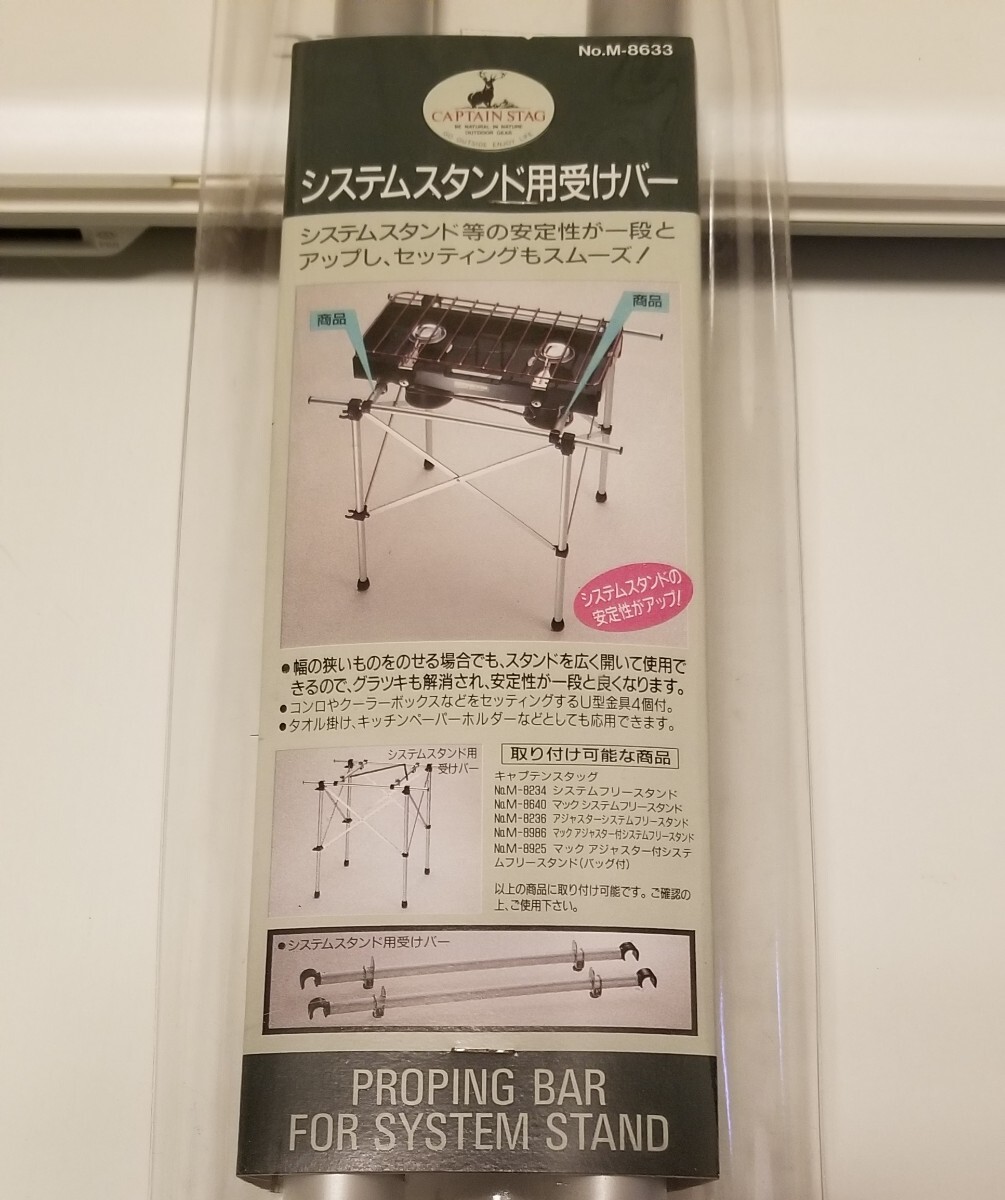 No.M-8633
CAPTAIN STAG
BE NATURAL IN NATURE
OUTDOOR GEAR
GO OUTSIDE ENJOY LIFE
システムスタンド用受けバー
システムスタンド等の安定性が一段と
アップし、セッティングもスムーズ!
商品
商品
システムスタンドの
安定性がアップ!
●幅の狭いものをのせる場合でも、スタンドを広く開いて使用で
きるので、グラツキも解消され、安定性が一段と良くなります。
●コンロやクーラーボックスなどをセッティングするU型金具4個付。
●タオル掛け、キッチンペーパーホルダーなどとしても応用できます。
システムスタンド用
受けバー
取り付け可能な商品
キャプテンスタッグ
No.M-8234 システムフリースタンド
No.M-8640 マック システムフリースタンド
No.M-8236 アジャスターシステムフリースタンド
No.M-8986 マック アジャスター付システムフリースタンド
No.M-8925 マック アジャスター付システ
ムフリースタンド(バッグ付)
以上の商品に取り付け可能です。ご確認の
上、ご使用下さい。
●システムスタンド用受けバー
PROPING BAR
FOR SYSTEM STAND